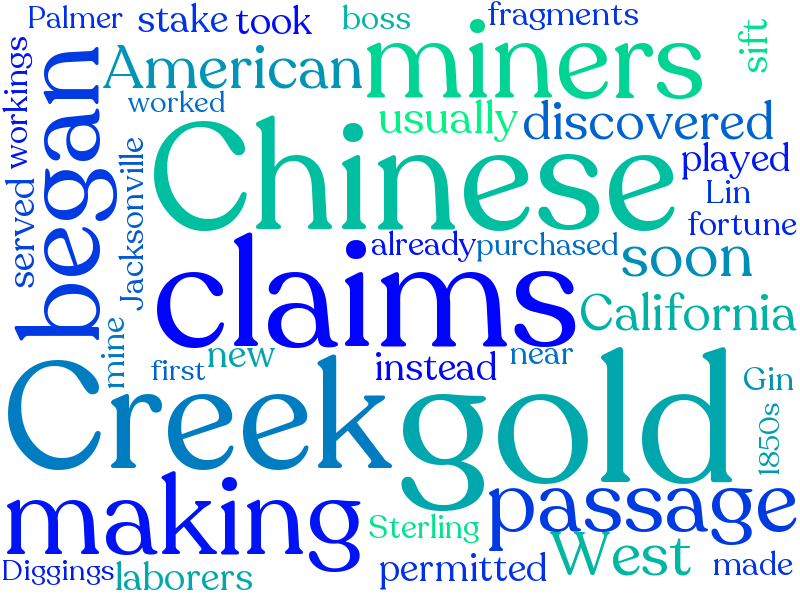 Palmer
stake
took
boss
fragments
sift
American
miners
workings
began
worked
usually
discovered
Chinese
played
Lin
fortune
served
Jacksonville
already
purchased
soon
claims
California
mine
first
new
instead
near
Gin
1850s
Creek
gold
making
passage
Sterling
West
Diggings
laborers
permitted
made